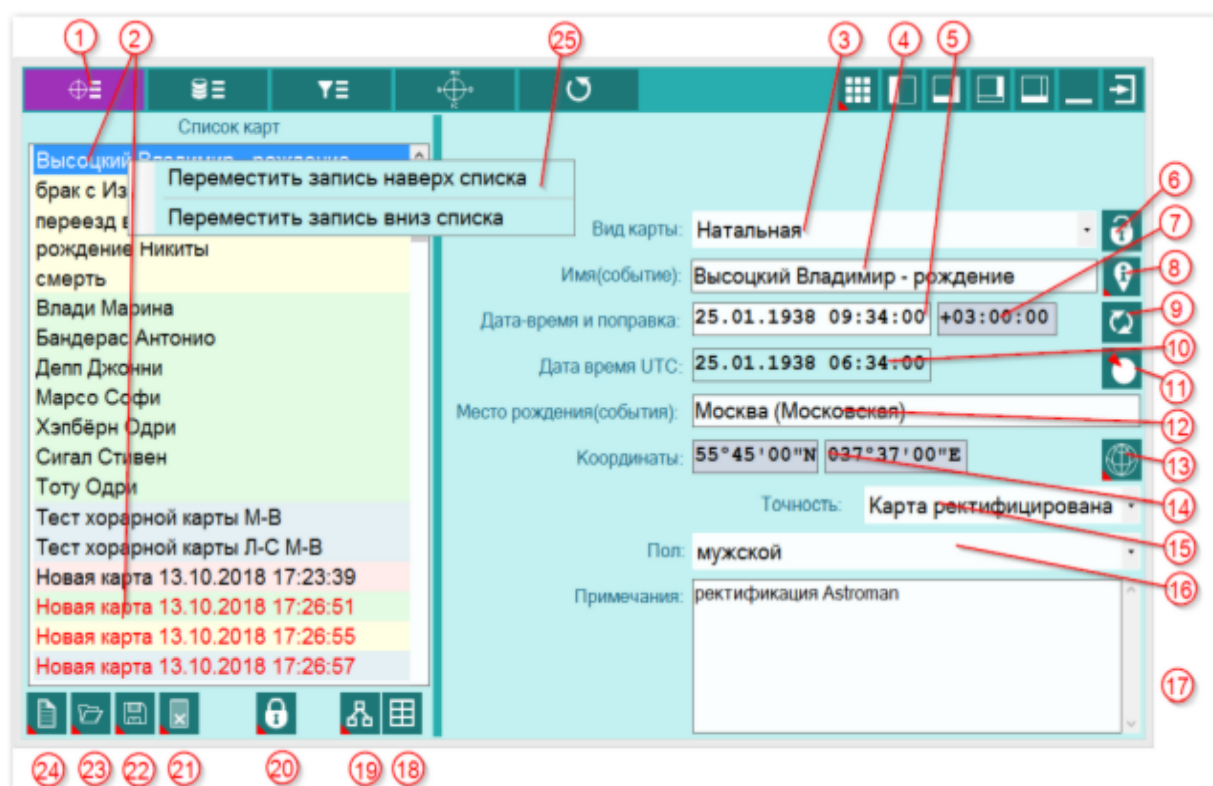 1 2 25 3 4 5
Список карт
Высоцкий Владимир - рождение
брак с Из
переезд в
рождение Никиты
смерть
Влади Марина
Бандерас Антонио
Депп Джонни
Марсо Софи
Хэпбёрн Одри
Сигал Стивен
Тоту Одри
Тест хорарной карты М-В
Тест хорарной карты Л-С М-В
Новая карта 13.10.2018 17:23:39
Новая карта 13.10.2018 17:26:51
Новая карта 13.10.2018 17:26:55
Новая карта 13.10.2018 17:26:57
Переместить запись наверх списка
Переместить запись вниз списка
Вид карты: Натальная
Имя(событие): Высоцкий Владимир - рождение
Дата-время и поправка: 25.01.1938 09:34:00 +03:00:00
Дата время UTC: 25.01.1938 06:34:00
Место рождения(события): Москва (Московская)
Координаты: 55°45'00"N 037°37'00"E
Точность: Карта ректифицирована
Пол: мужской
Примечания: ректификация Astroman
6
7
8
9
10
11
12
13
14
15
16
17
24 23 22 21 20 19 18